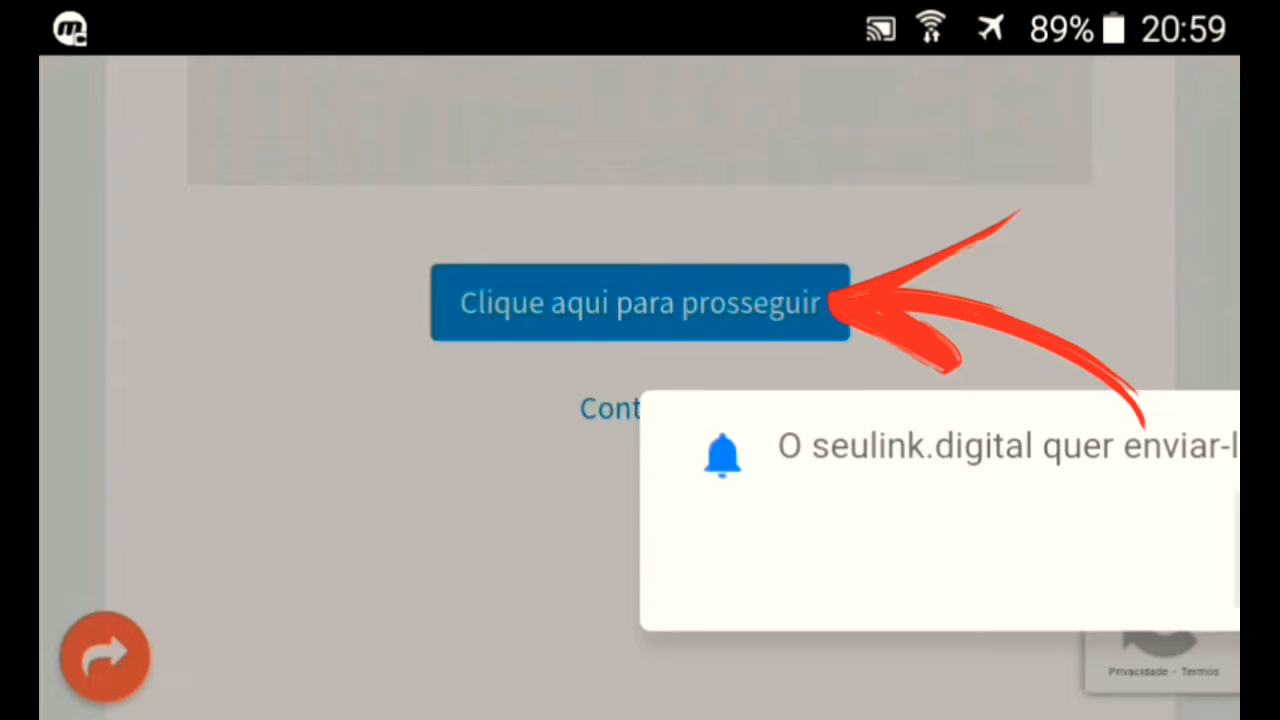 89% 20:59
Clique aqui para prosseguir
Cont
O seulink.digital quer enviar-l
Privacidade - Termos